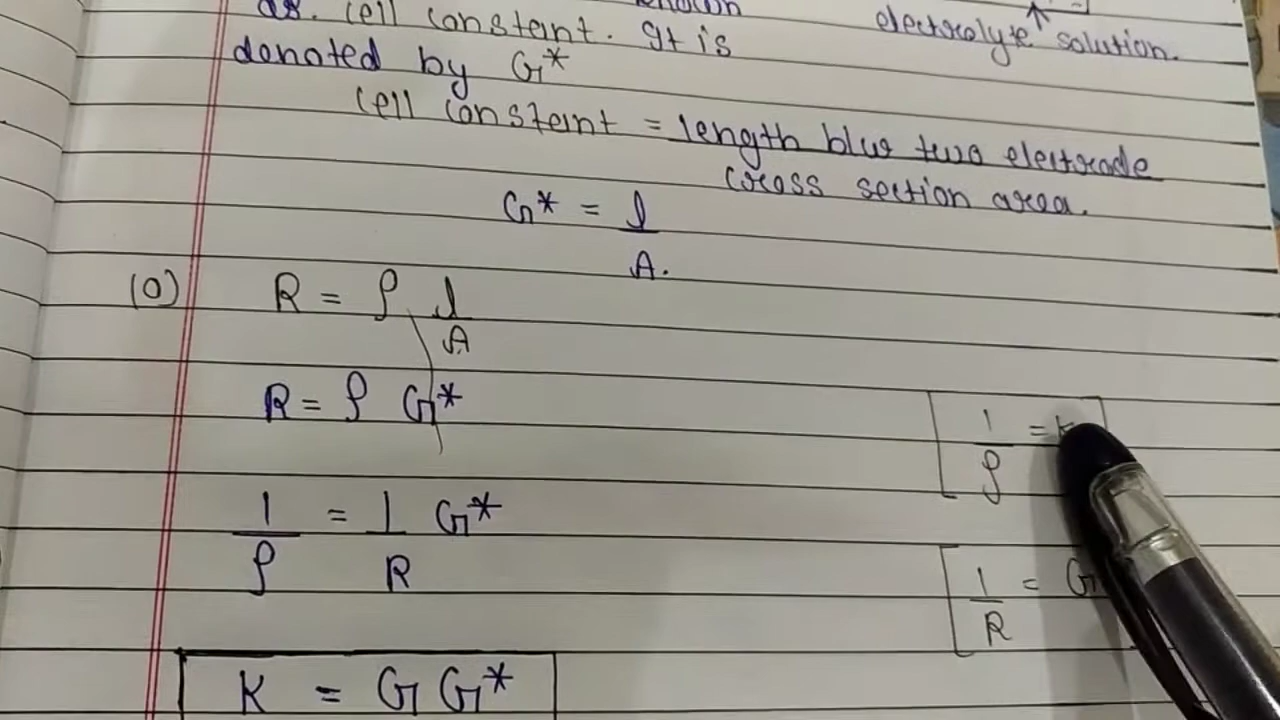 as. Cell constant. It is
denoted by G*
electrolyte solution.
Cell constant = length b/w two electrode
cross section area.
G* = l
A.
(0) R = ρ l
A
R = ρ G*
1 = 1 G*
ρ R
K = G G*
1 = K
ρ
1 = G
R